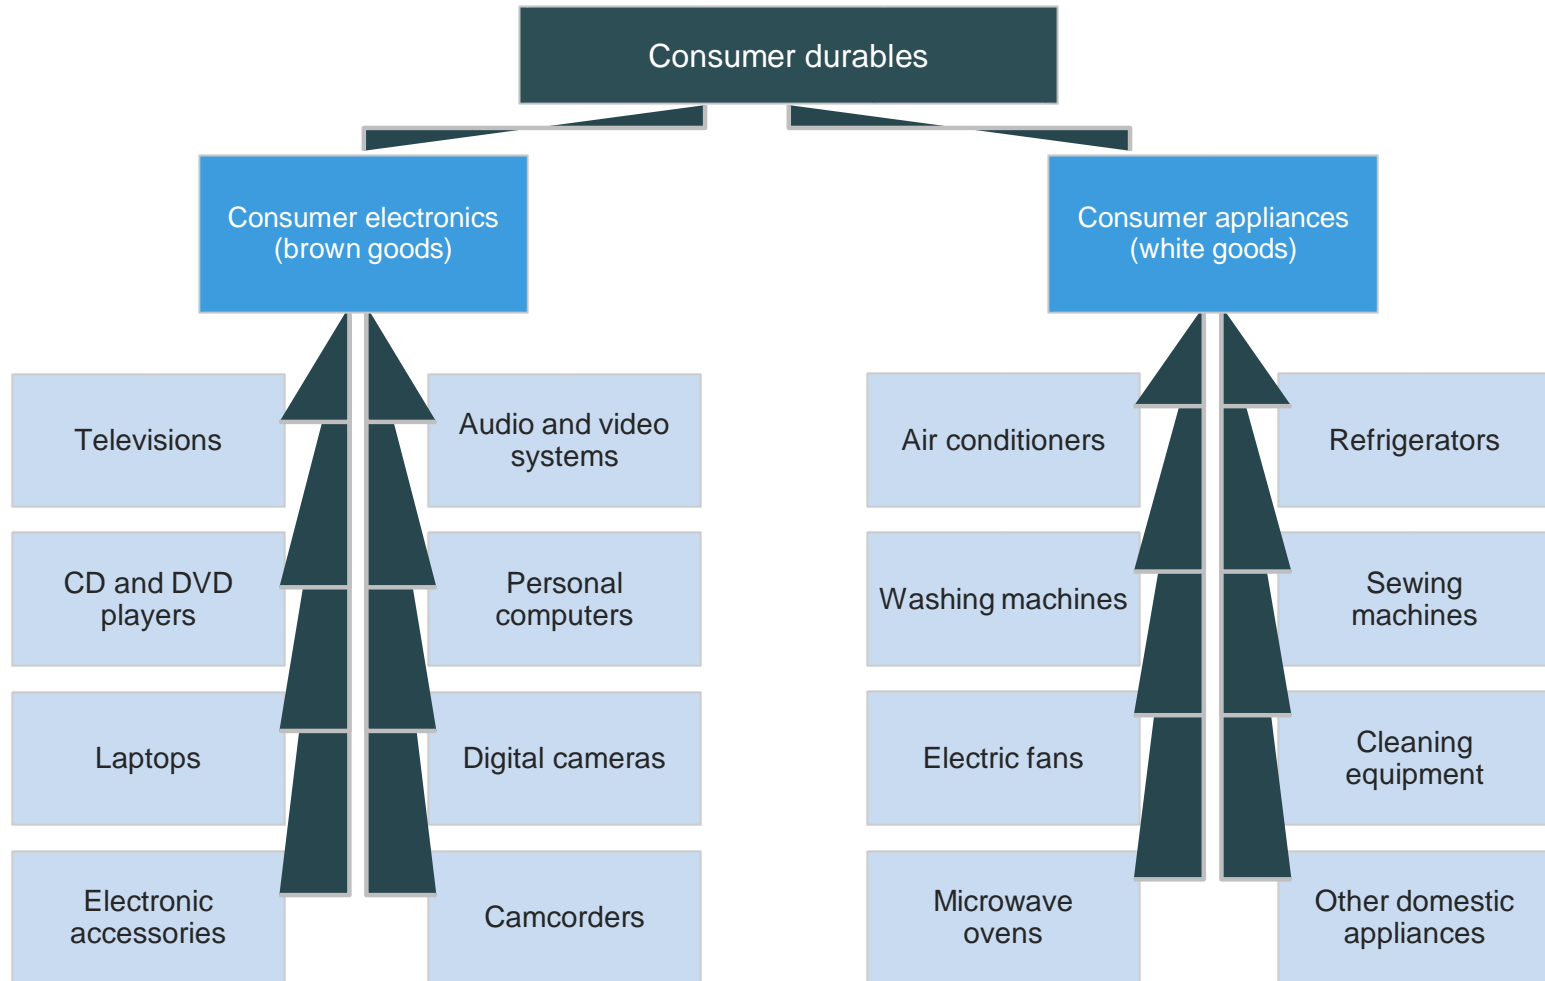 Consumer durables
Consumer electronics
(brown goods)
Consumer appliances
(white goods)
Televisions
Audio and video
systems
Air conditioners
Refrigerators
CD and DVD
players
Personal
computers
Washing machines
Sewing
machines
Laptops
Digital cameras
Electric fans
Cleaning
equipment
Electronic
accessories
Camcorders
Microwave
ovens
Other domestic
appliances